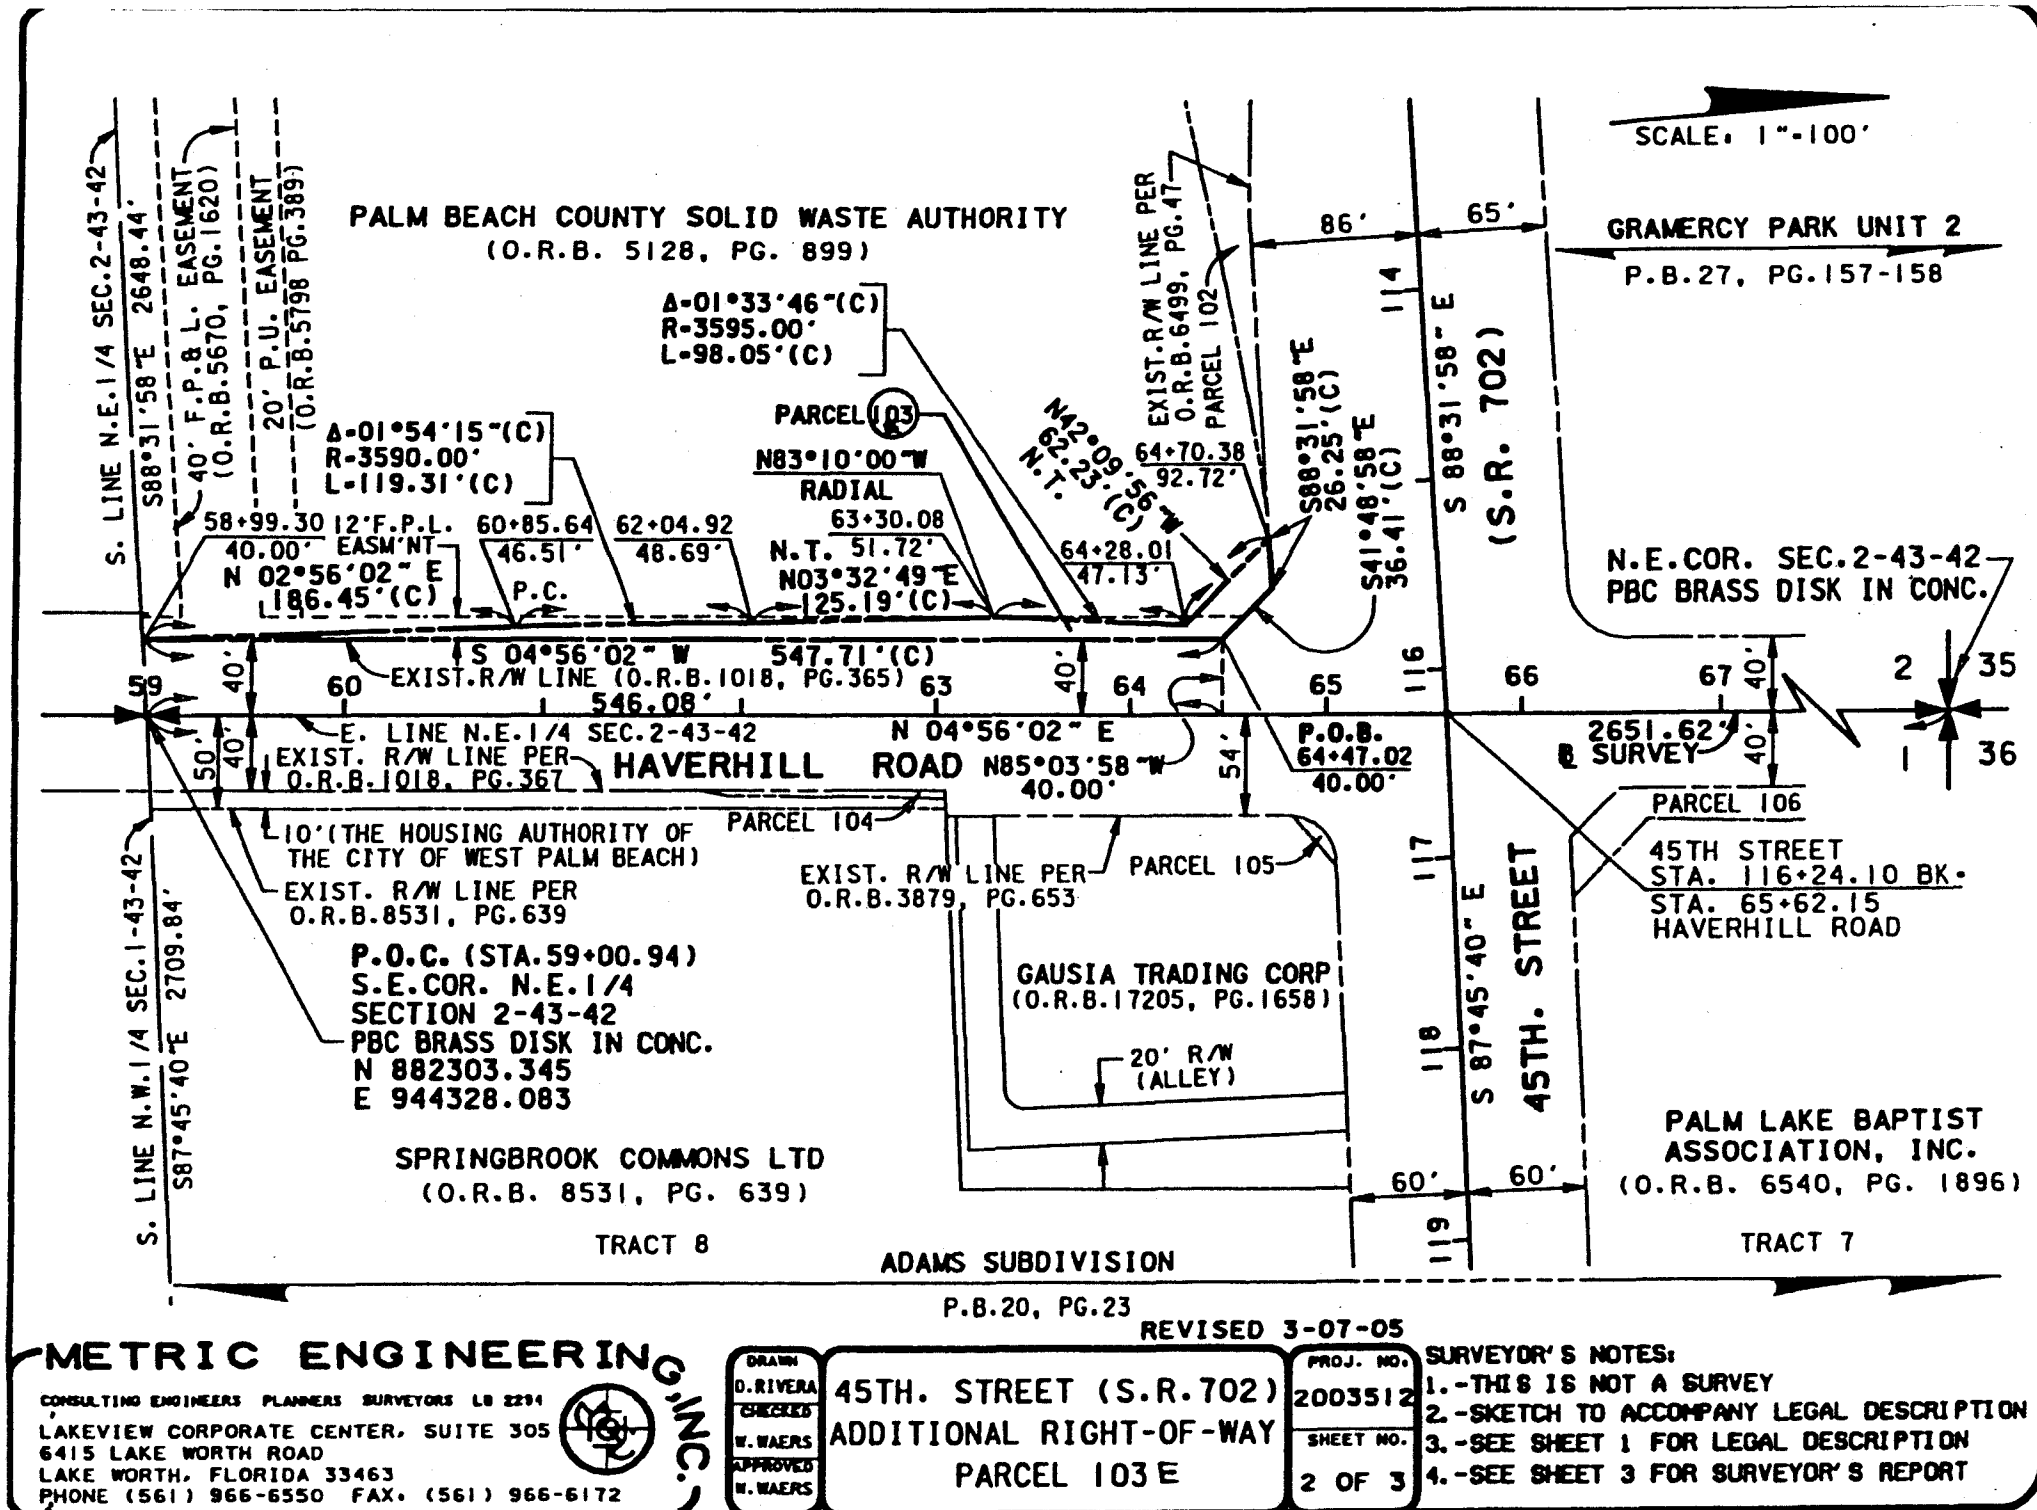 SCALE: 1"=100'
S. LINE N.E.1/4 SEC.2-43-42
S88°31'58"E 2648.44'
40' F.P.& L. EASEMENT
(O.R.B.5670, PG.1620)
20' P.U. EASEMENT
(O.R.B.5798 PG.389)
PALM BEACH COUNTY SOLID WASTE AUTHORITY
(O.R.B. 5128, PG. 899)
EXIST.R/W LINE PER
O.R.B.6499, PG.47
PARCEL 102
86'
65'
GRAMERCY PARK UNIT 2
P.B.27, PG.157-158
Δ=01°33'46"(C)
R=3595.00'
L=98.05'(C)
PARCEL 103
Δ=01°54'15"(C)
R=3590.00'
L=119.31'(C)
N83°10'00"W
RADIAL
N42°09'56"W
62.23'(C)
N.T.
64+70.38
92.72'
S88°31'58"E
26.25'(C)
S41°48'58"E
36.41'(C)
114
S 88°31'58" E
(S.R. 702)
58+99.30
40.00'
12'F.P.L.
EASM'NT
60+85.64
46.51'
62+04.92
48.69'
63+30.08
N.T. 51.72'
64+28.01
47.13'
N 02°56'02" E
186.45'(C)
P.C.
N03°32'49"E
125.19'(C)
N.E.COR. SEC.2-43-42
PBC BRASS DISK IN CONC.
S 04°56'02" W 547.71'(C)
EXIST.R/W LINE (O.R.B.1018, PG.365)
40'
40'
40'
116
59
60
63
64
65
66
67
2
35
546.08'
E. LINE N.E.1/4 SEC.2-43-42
N 04°56'02" E
P.O.B.
64+47.02
40.00'
2651.62'
℄ SURVEY
1
36
50'
40'
EXIST. R/W LINE PER
O.R.B.1018, PG.367
HAVERHILL ROAD
N85°03'58"W
40.00'
54'
40'
PARCEL 104
10'(THE HOUSING AUTHORITY OF
THE CITY OF WEST PALM BEACH)
EXIST. R/W LINE PER
O.R.B.8531, PG.639
EXIST. R/W LINE PER
O.R.B.3879, PG.653
PARCEL 105
PARCEL 106
117
45TH STREET
STA. 116+24.10 BK.
STA. 65+62.15
HAVERHILL ROAD
S. LINE N.W.1/4 SEC.1-43-42
S87°45'40"E 2709.84'
P.O.C. (STA.59+00.94)
S.E.COR. N.E.1/4
SECTION 2-43-42
PBC BRASS DISK IN CONC.
N 882303.345
E 944328.083
GAUSIA TRADING CORP
(O.R.B.17205, PG.1658)
118
S 87°45'40" E
45TH. STREET
20' R/W
(ALLEY)
SPRINGBROOK COMMONS LTD
(O.R.B. 8531, PG. 639)
60'
60'
119
PALM LAKE BAPTIST
ASSOCIATION, INC.
(O.R.B. 6540, PG. 1896)
TRACT 8
TRACT 7
ADAMS SUBDIVISION
P.B.20, PG.23
REVISED 3-07-05
METRIC ENGINEERING, INC.
CONSULTING ENGINEERS PLANNERS SURVEYORS LB 2294
LAKEVIEW CORPORATE CENTER, SUITE 305
6415 LAKE WORTH ROAD
LAKE WORTH, FLORIDA 33463
PHONE (561) 966-6550 FAX. (561) 966-6172
DRAWN
D.RIVERA
CHECKED
W.WAERS
APPROVED
W.WAERS
45TH. STREET (S.R.702)
ADDITIONAL RIGHT-OF-WAY
PARCEL 103 E
PROJ. NO.
2003512
SHEET NO.
2 OF 3
SURVEYOR'S NOTES:
1.-THIS IS NOT A SURVEY
2.-SKETCH TO ACCOMPANY LEGAL DESCRIPTION
3.-SEE SHEET 1 FOR LEGAL DESCRIPTION
4.-SEE SHEET 3 FOR SURVEYOR'S REPORT